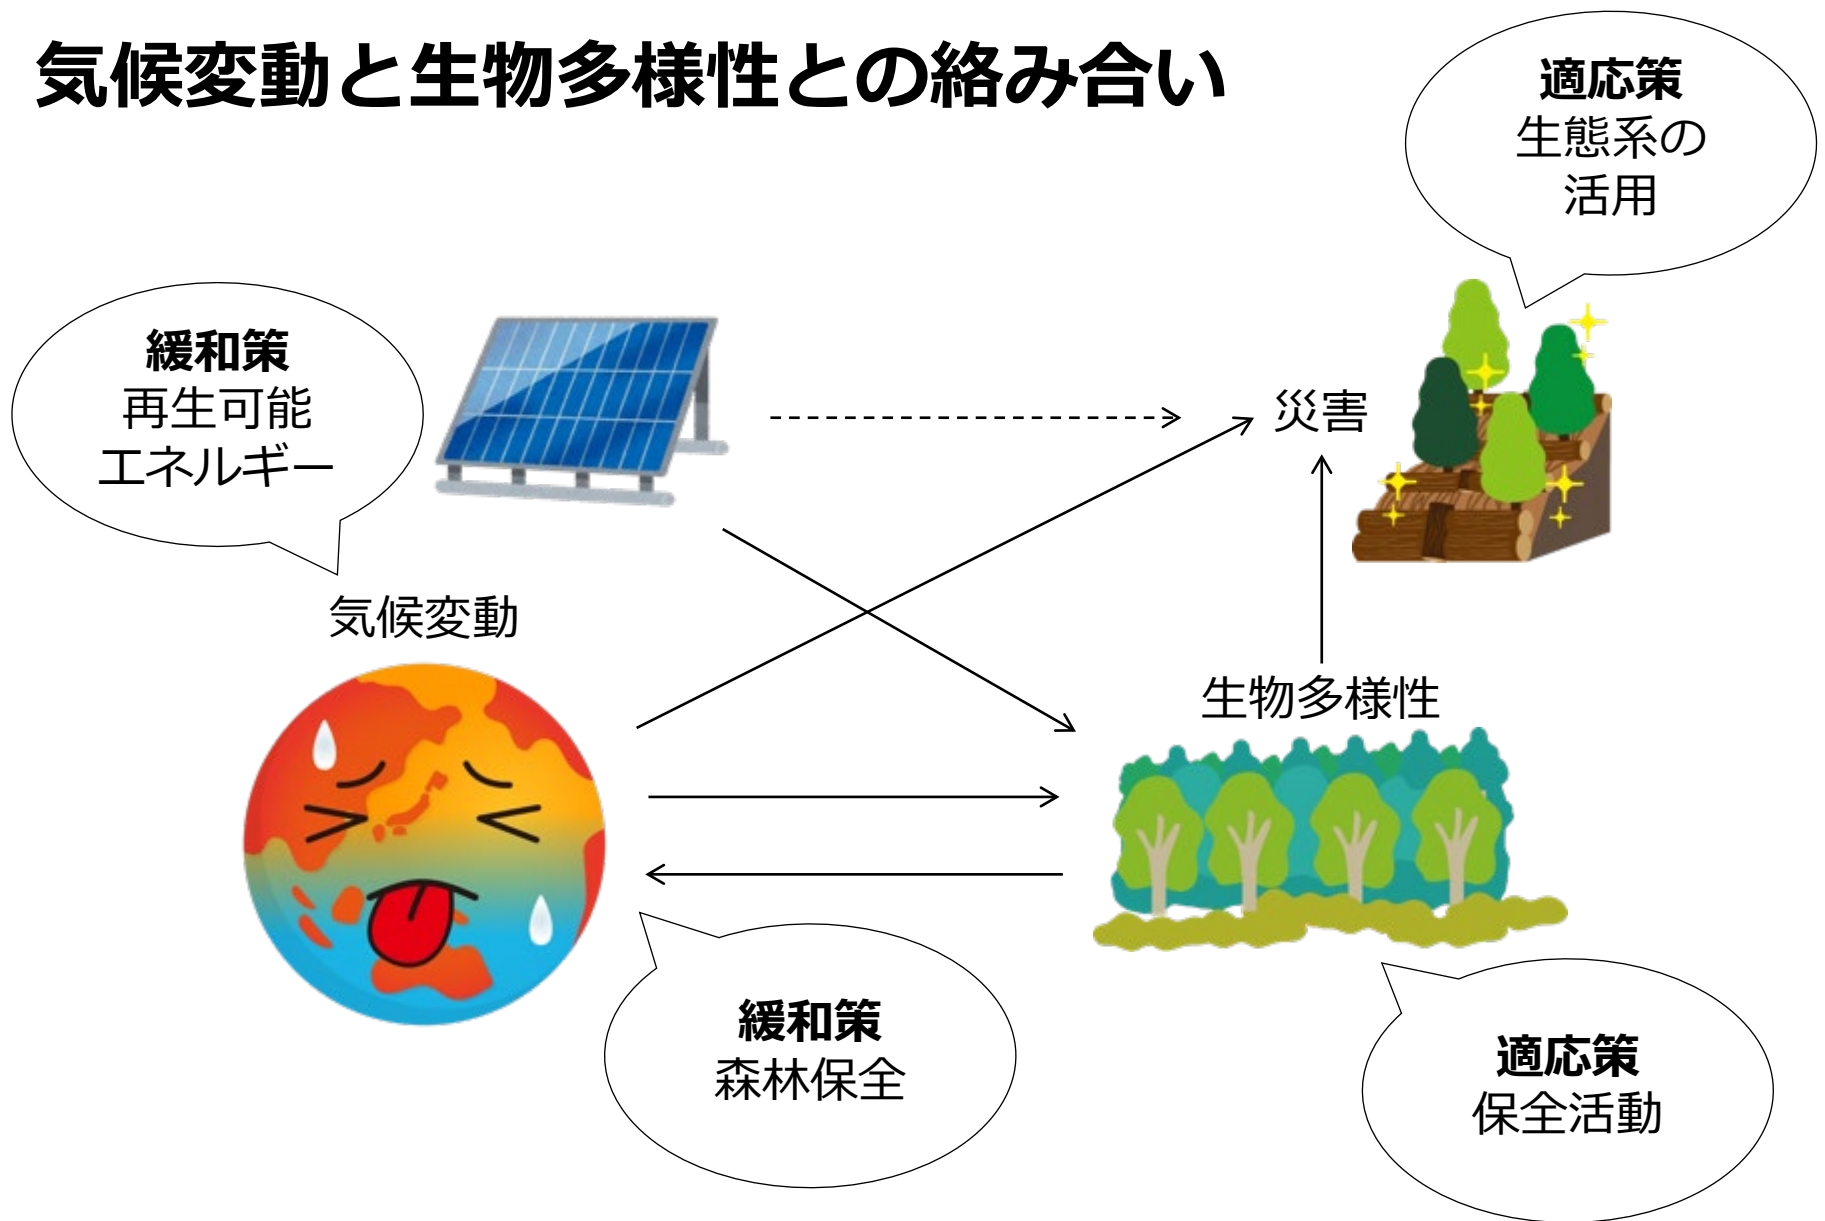 気候変動と生物多様性との絡み合い
適応策
生態系の
活用
緩和策
再生可能
エネルギー
災害
気候変動
生物多様性
緩和策
森林保全
適応策
保全活動